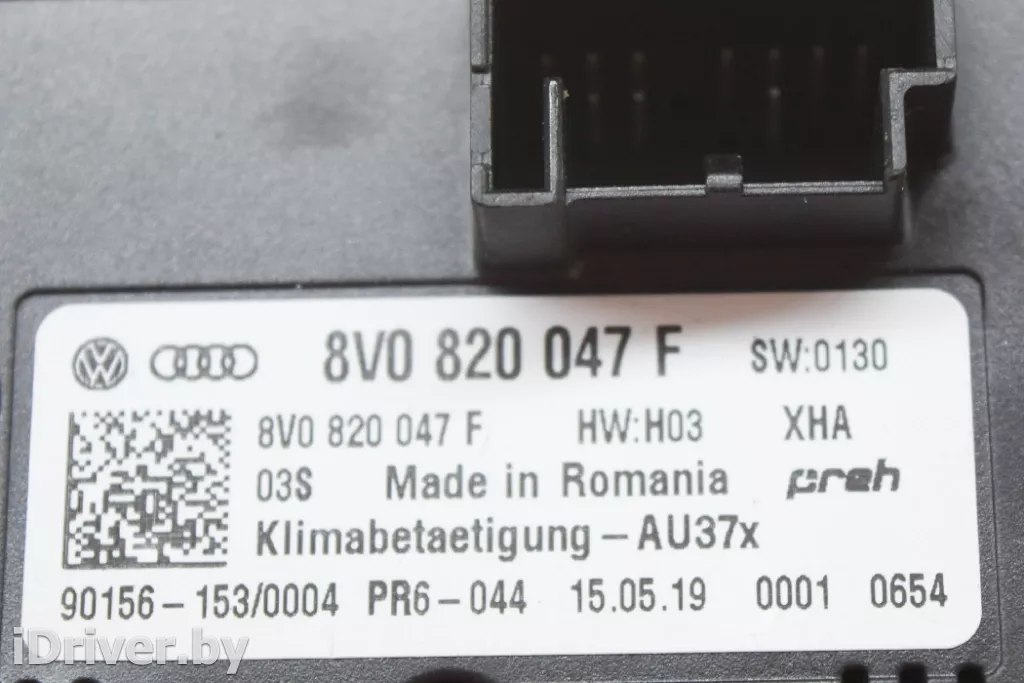 8V0 820 047 F SW:0130
8V0 820 047 F HW:H03 XHA
03S Made in Romania preh
Klimabetaetigung – AU37x
90156 – 153/0004 PR6 – 044 15.05.19 0001 0654
iDriver.by